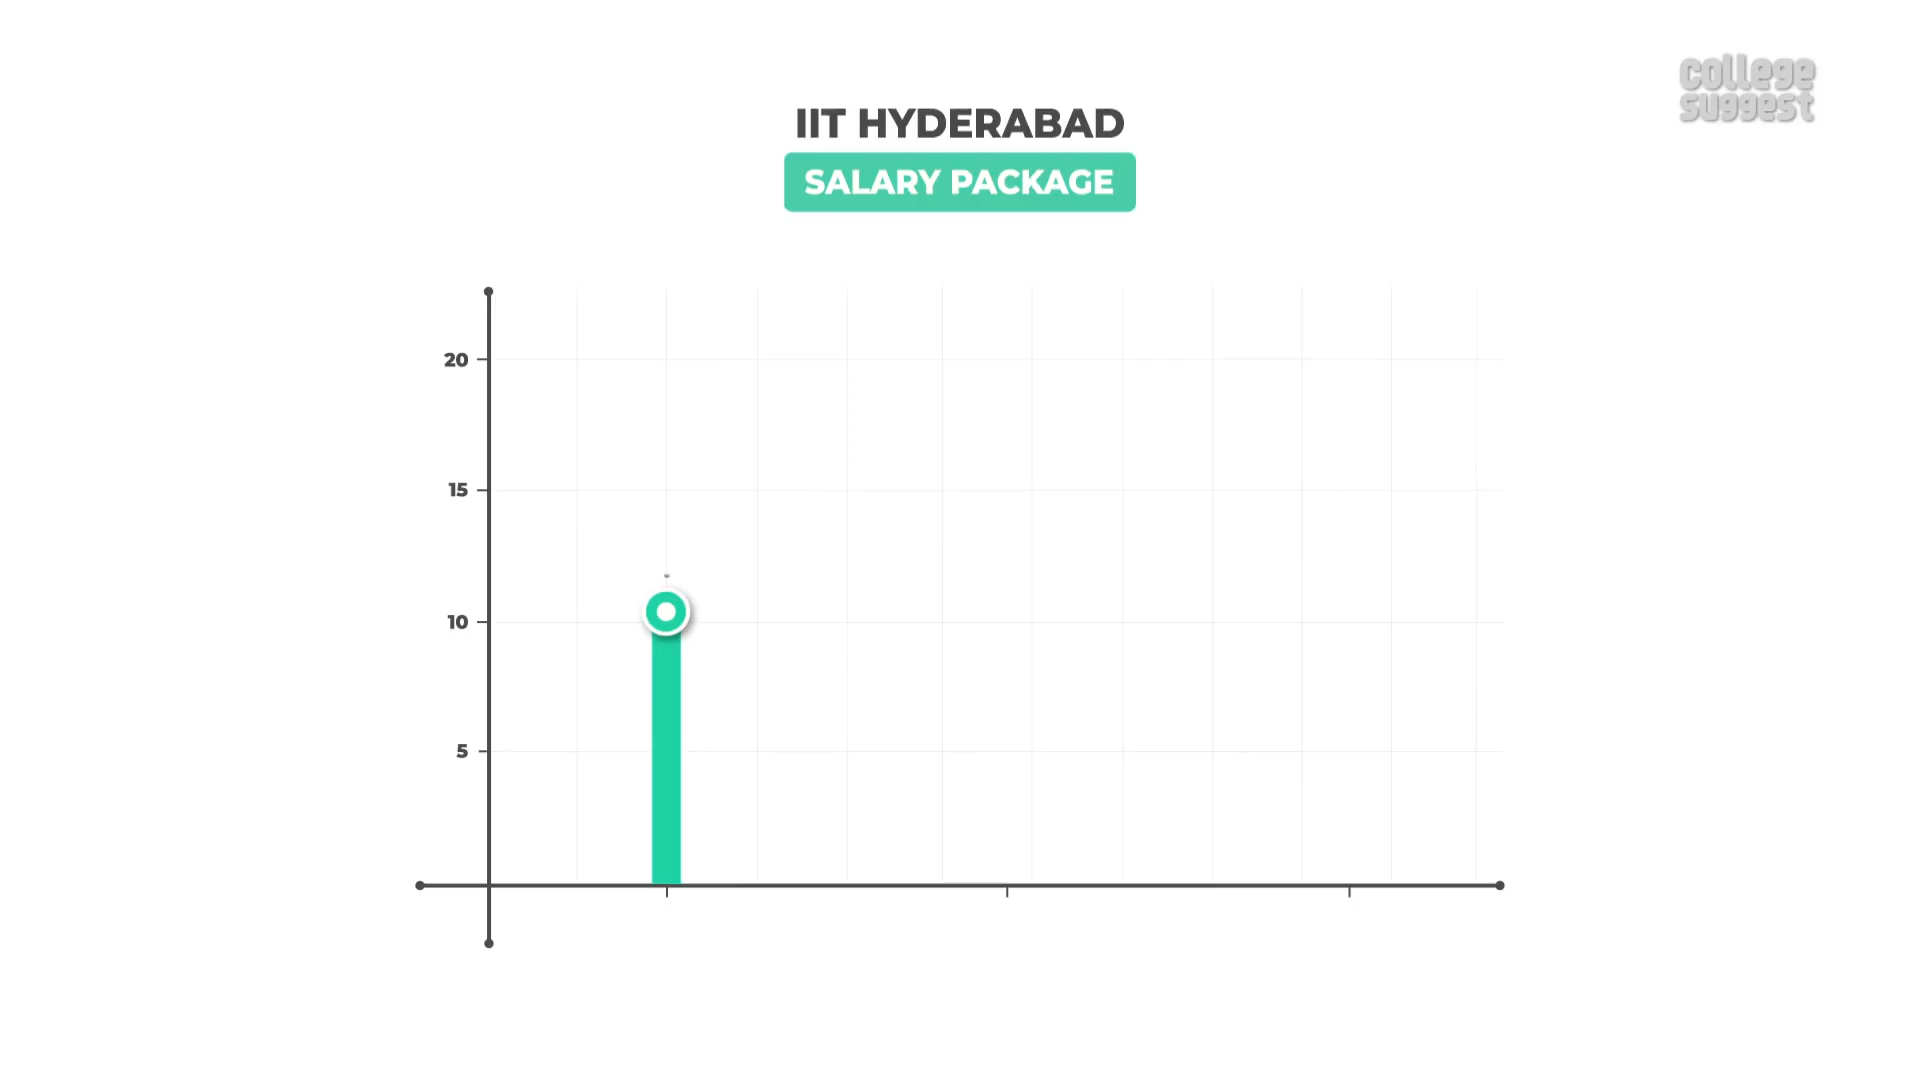 college
suggest
IIT HYDERABAD
SALARY PACKAGE
20
15
10
5